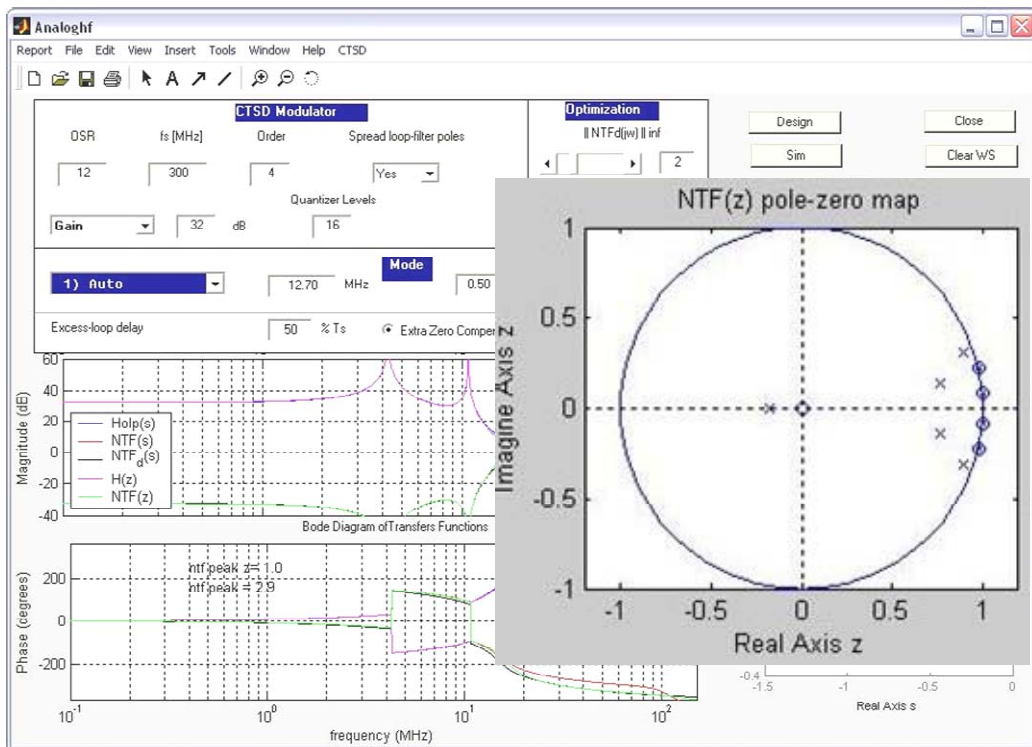 Analoghf
Report File Edit View Insert Tools Window Help CTSD
A
CTSD Modulator
Optimization
OSR fs [MHz] Order Spread loop-filter poles
|| NTFd(jw) || inf
12 300 4 Yes
2
Design Close
Sim Clear WS
Quantizer Levels
Gain 32 dB 16
Mode
1) Auto 12.70 MHz 0.50
Excess-loop delay 50 % Ts Extra Zero Compen
60
40
20
0
-20
-40
Magnitude (dB)
Holp(s)
NTF(s)
NTFd(s)
H(z)
NTF(z)
Bode Diagram of Transfers Functions
200
0
-200
Phase (degrees)
ntf peak z= 1.0
ntf peak = 2.9
10^-1 10^0 10^1 10^2
frequency (MHz)
NTF(z) pole-zero map
1
0.5
0
-0.5
-1
Imagine Axis z
-1 -0.5 0 0.5 1
Real Axis z
-0.4
-1.5 -1 -0.5 0
Real Axis s